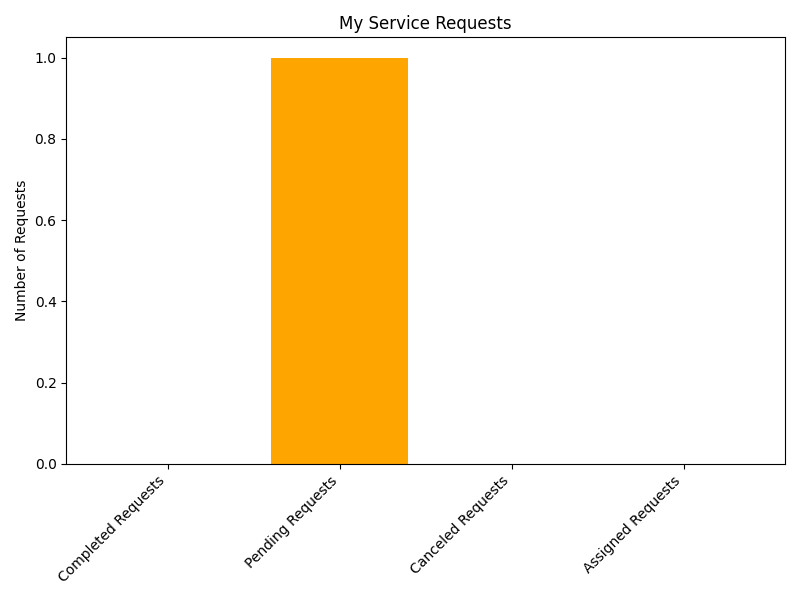 My Service Requests
Number of Requests
1.0
0.8
0.6
0.4
0.2
0.0
Completed Requests
Pending Requests
Canceled Requests
Assigned Requests